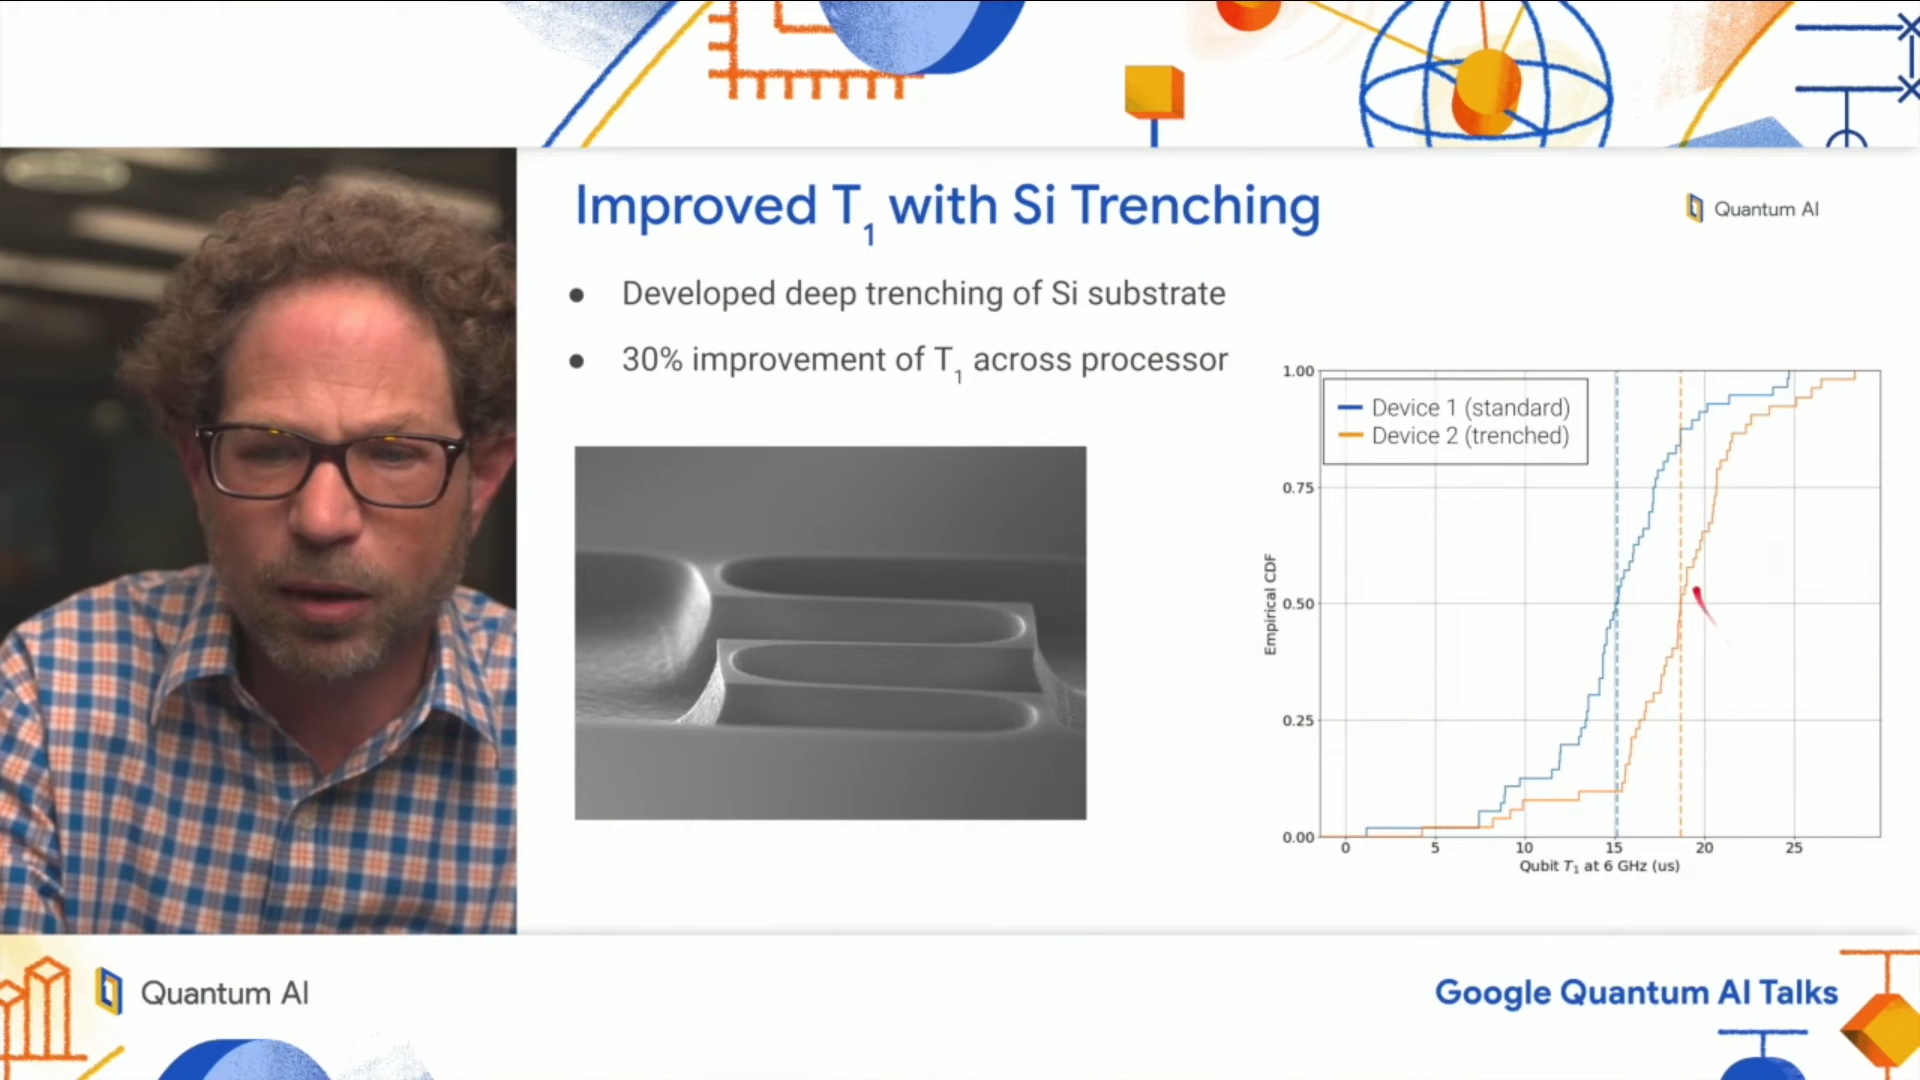 Improved T1 with Si Trenching
Quantum AI
● Developed deep trenching of Si substrate
● 30% improvement of T1 across processor
Device 1 (standard)
Device 2 (trenched)
1.00
0.75
0.50
0.25
0.00
Empirical CDF
0 5 10 15 20 25
Qubit T1 at 6 GHz (us)
Quantum AI
Google Quantum AI Talks